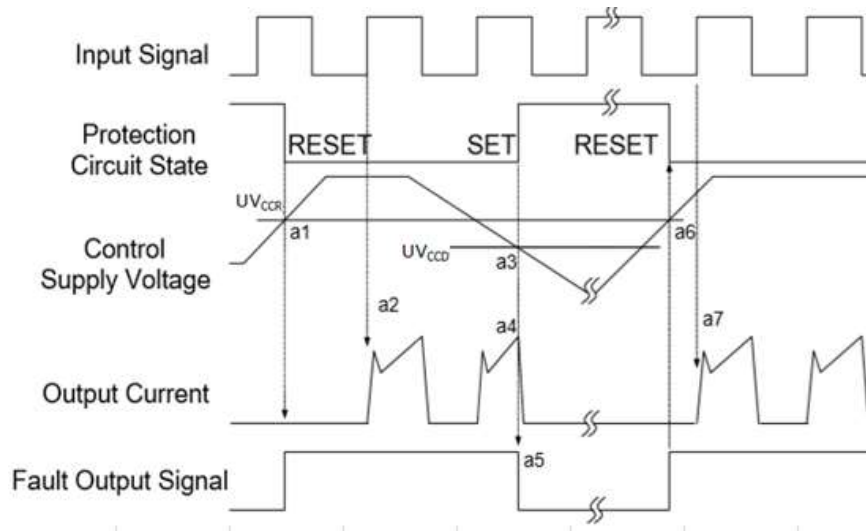 Input Signal
Protection
Circuit State
RESET
SET
RESET
UVCCR
a1
a6
Control
Supply Voltage
UVCCD
a3
a2
a4
a7
Output Current
a5
Fault Output Signal